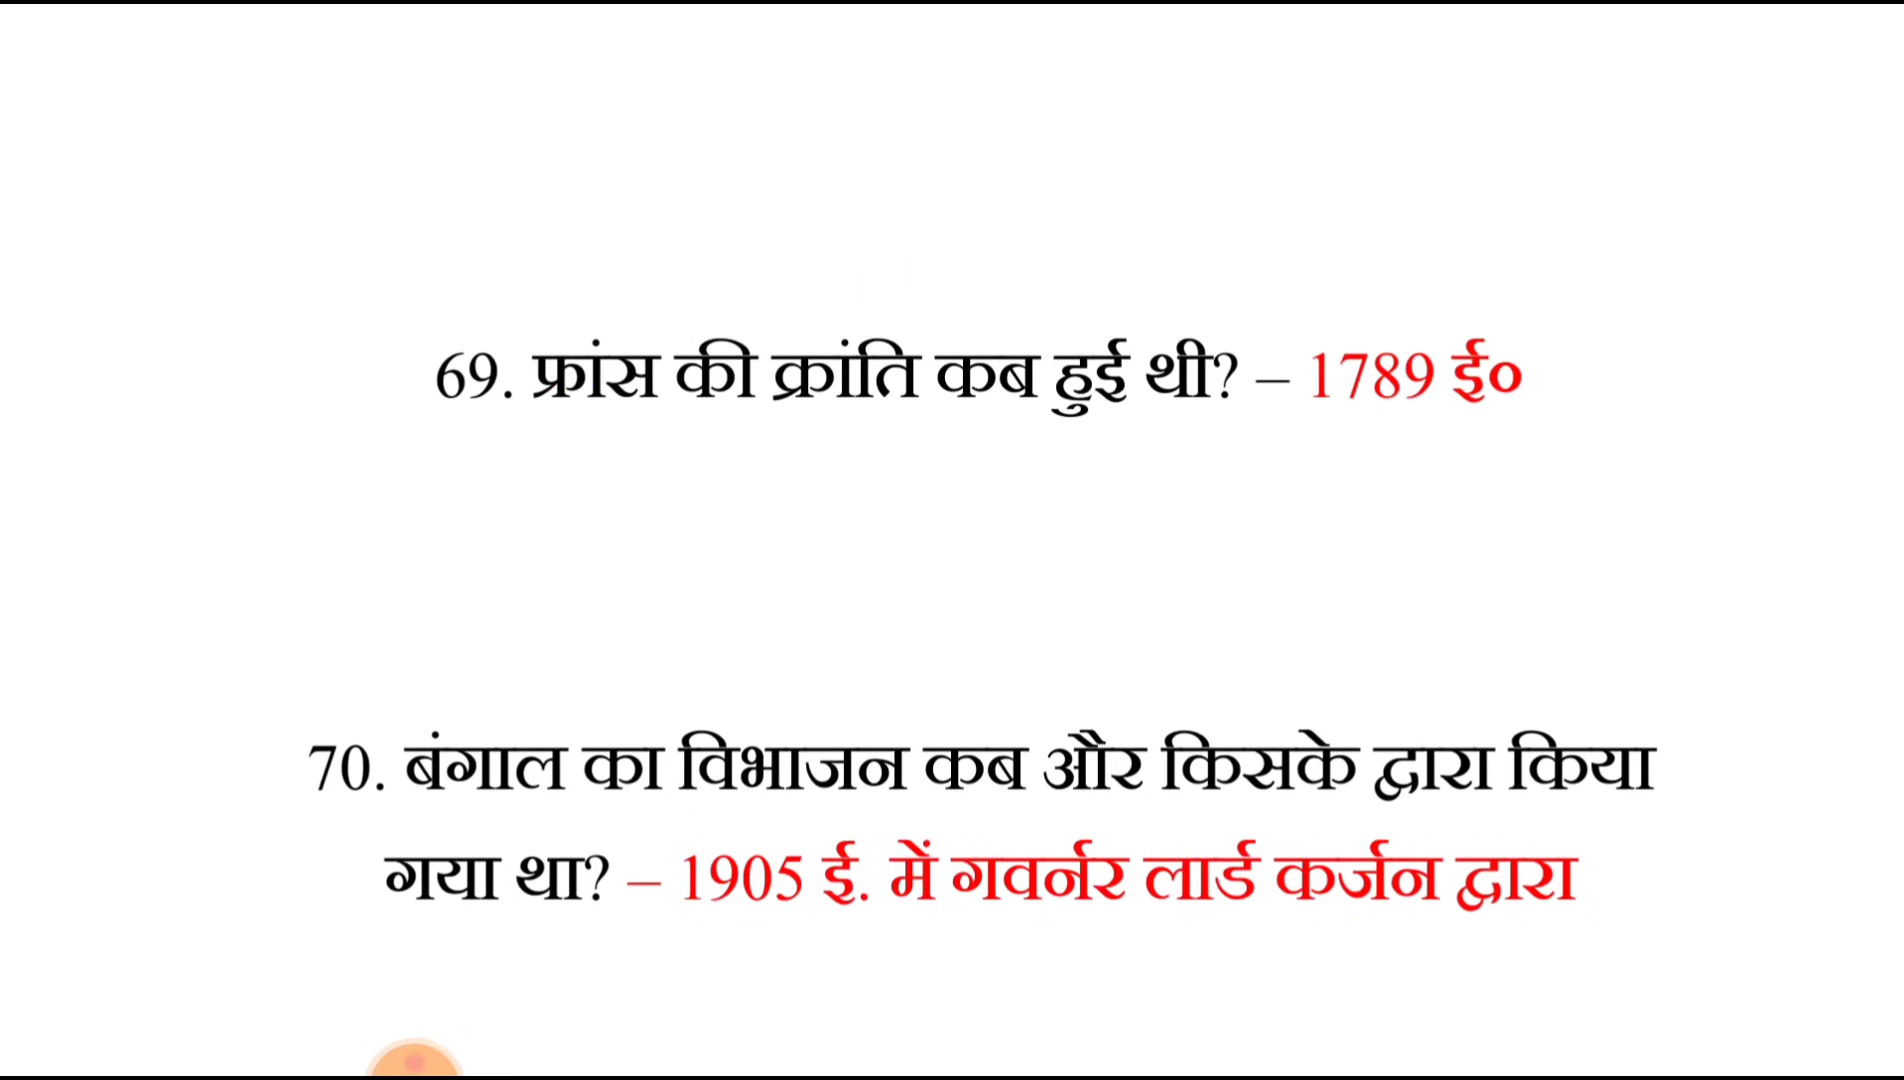 69. फ्रांस की क्रांति कब हुई थी? – 1789 ई०
70. बंगाल का विभाजन कब और किसके द्वारा किया
गया था? – 1905 ई. में गवर्नर लार्ड कर्जन द्वारा